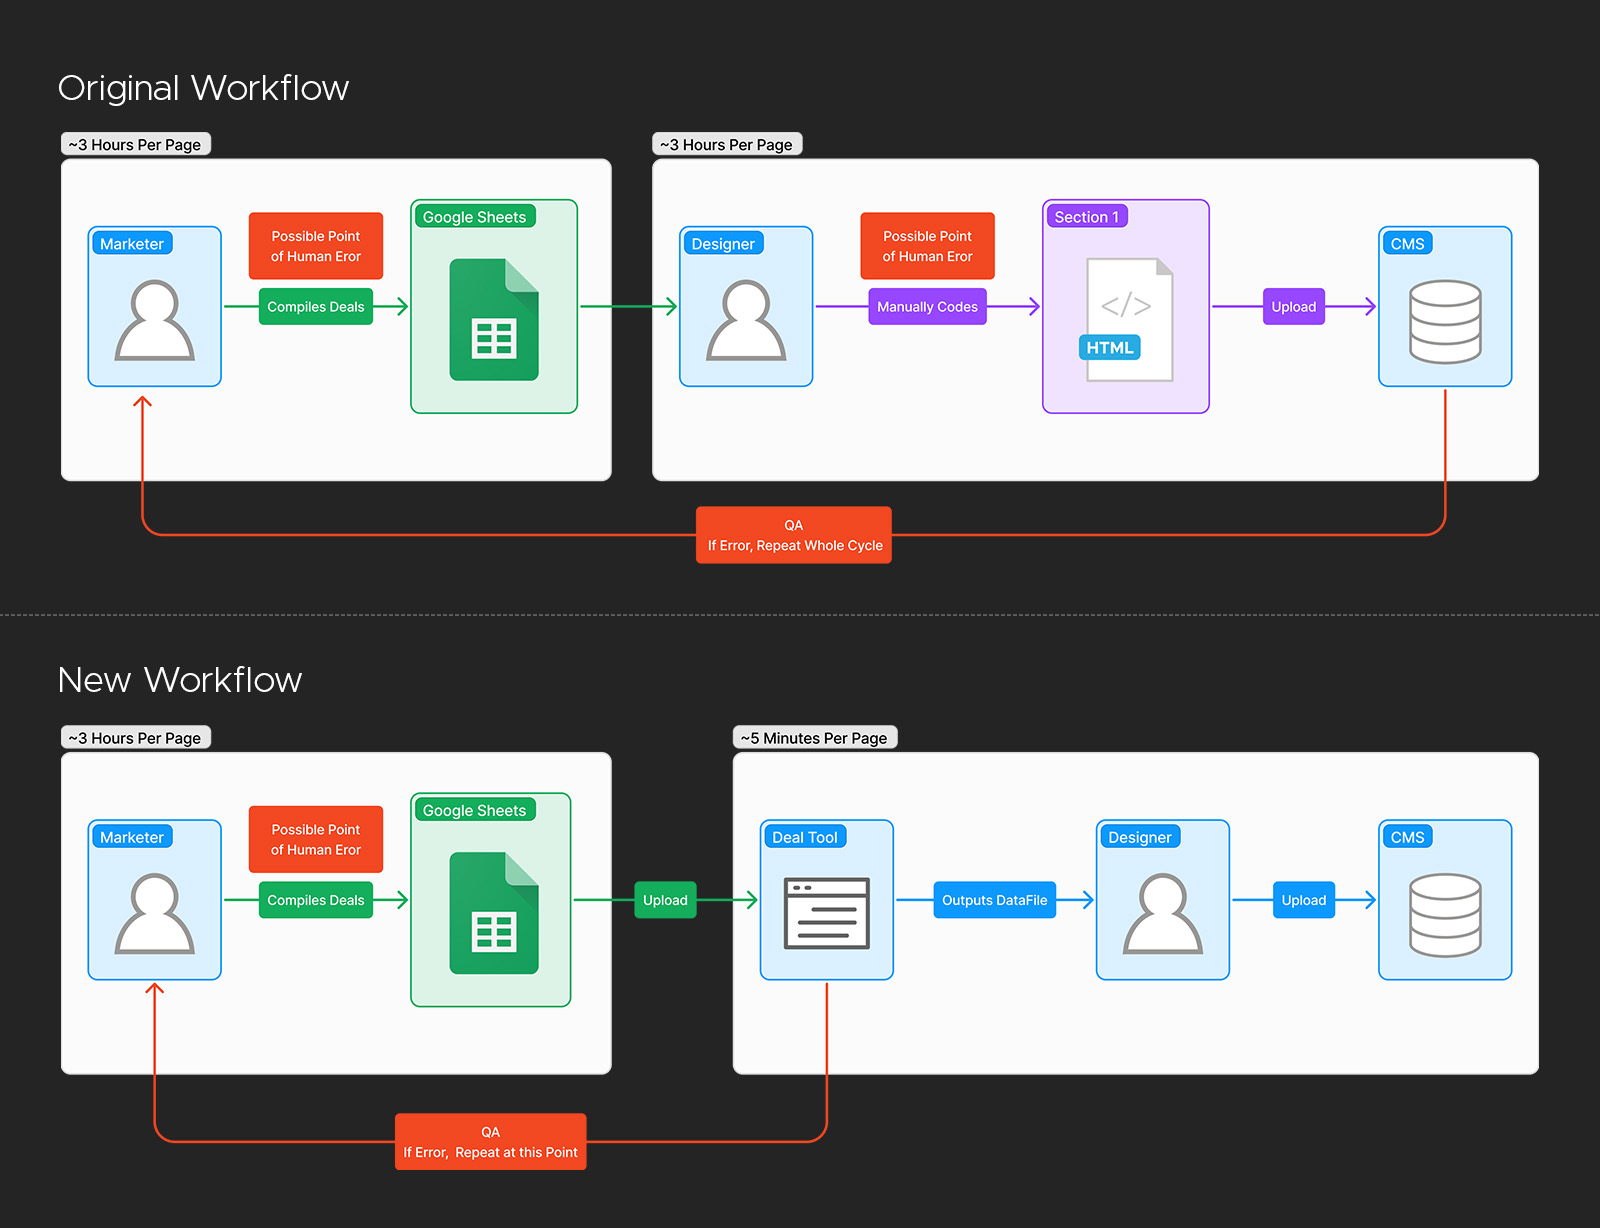 Original Workflow
~3 Hours Per Page
~3 Hours Per Page
Marketer
Possible Point
of Human Eror
Compiles Deals
Google Sheets
Designer
Possible Point
of Human Eror
Manually Codes
Section 1
</>
HTML
Upload
CMS
QA
If Error, Repeat Whole Cycle
New Workflow
~3 Hours Per Page
~5 Minutes Per Page
Marketer
Possible Point
of Human Eror
Compiles Deals
Google Sheets
Upload
Deal Tool
Outputs DataFile
Designer
Upload
CMS
QA
If Error, Repeat at this Point